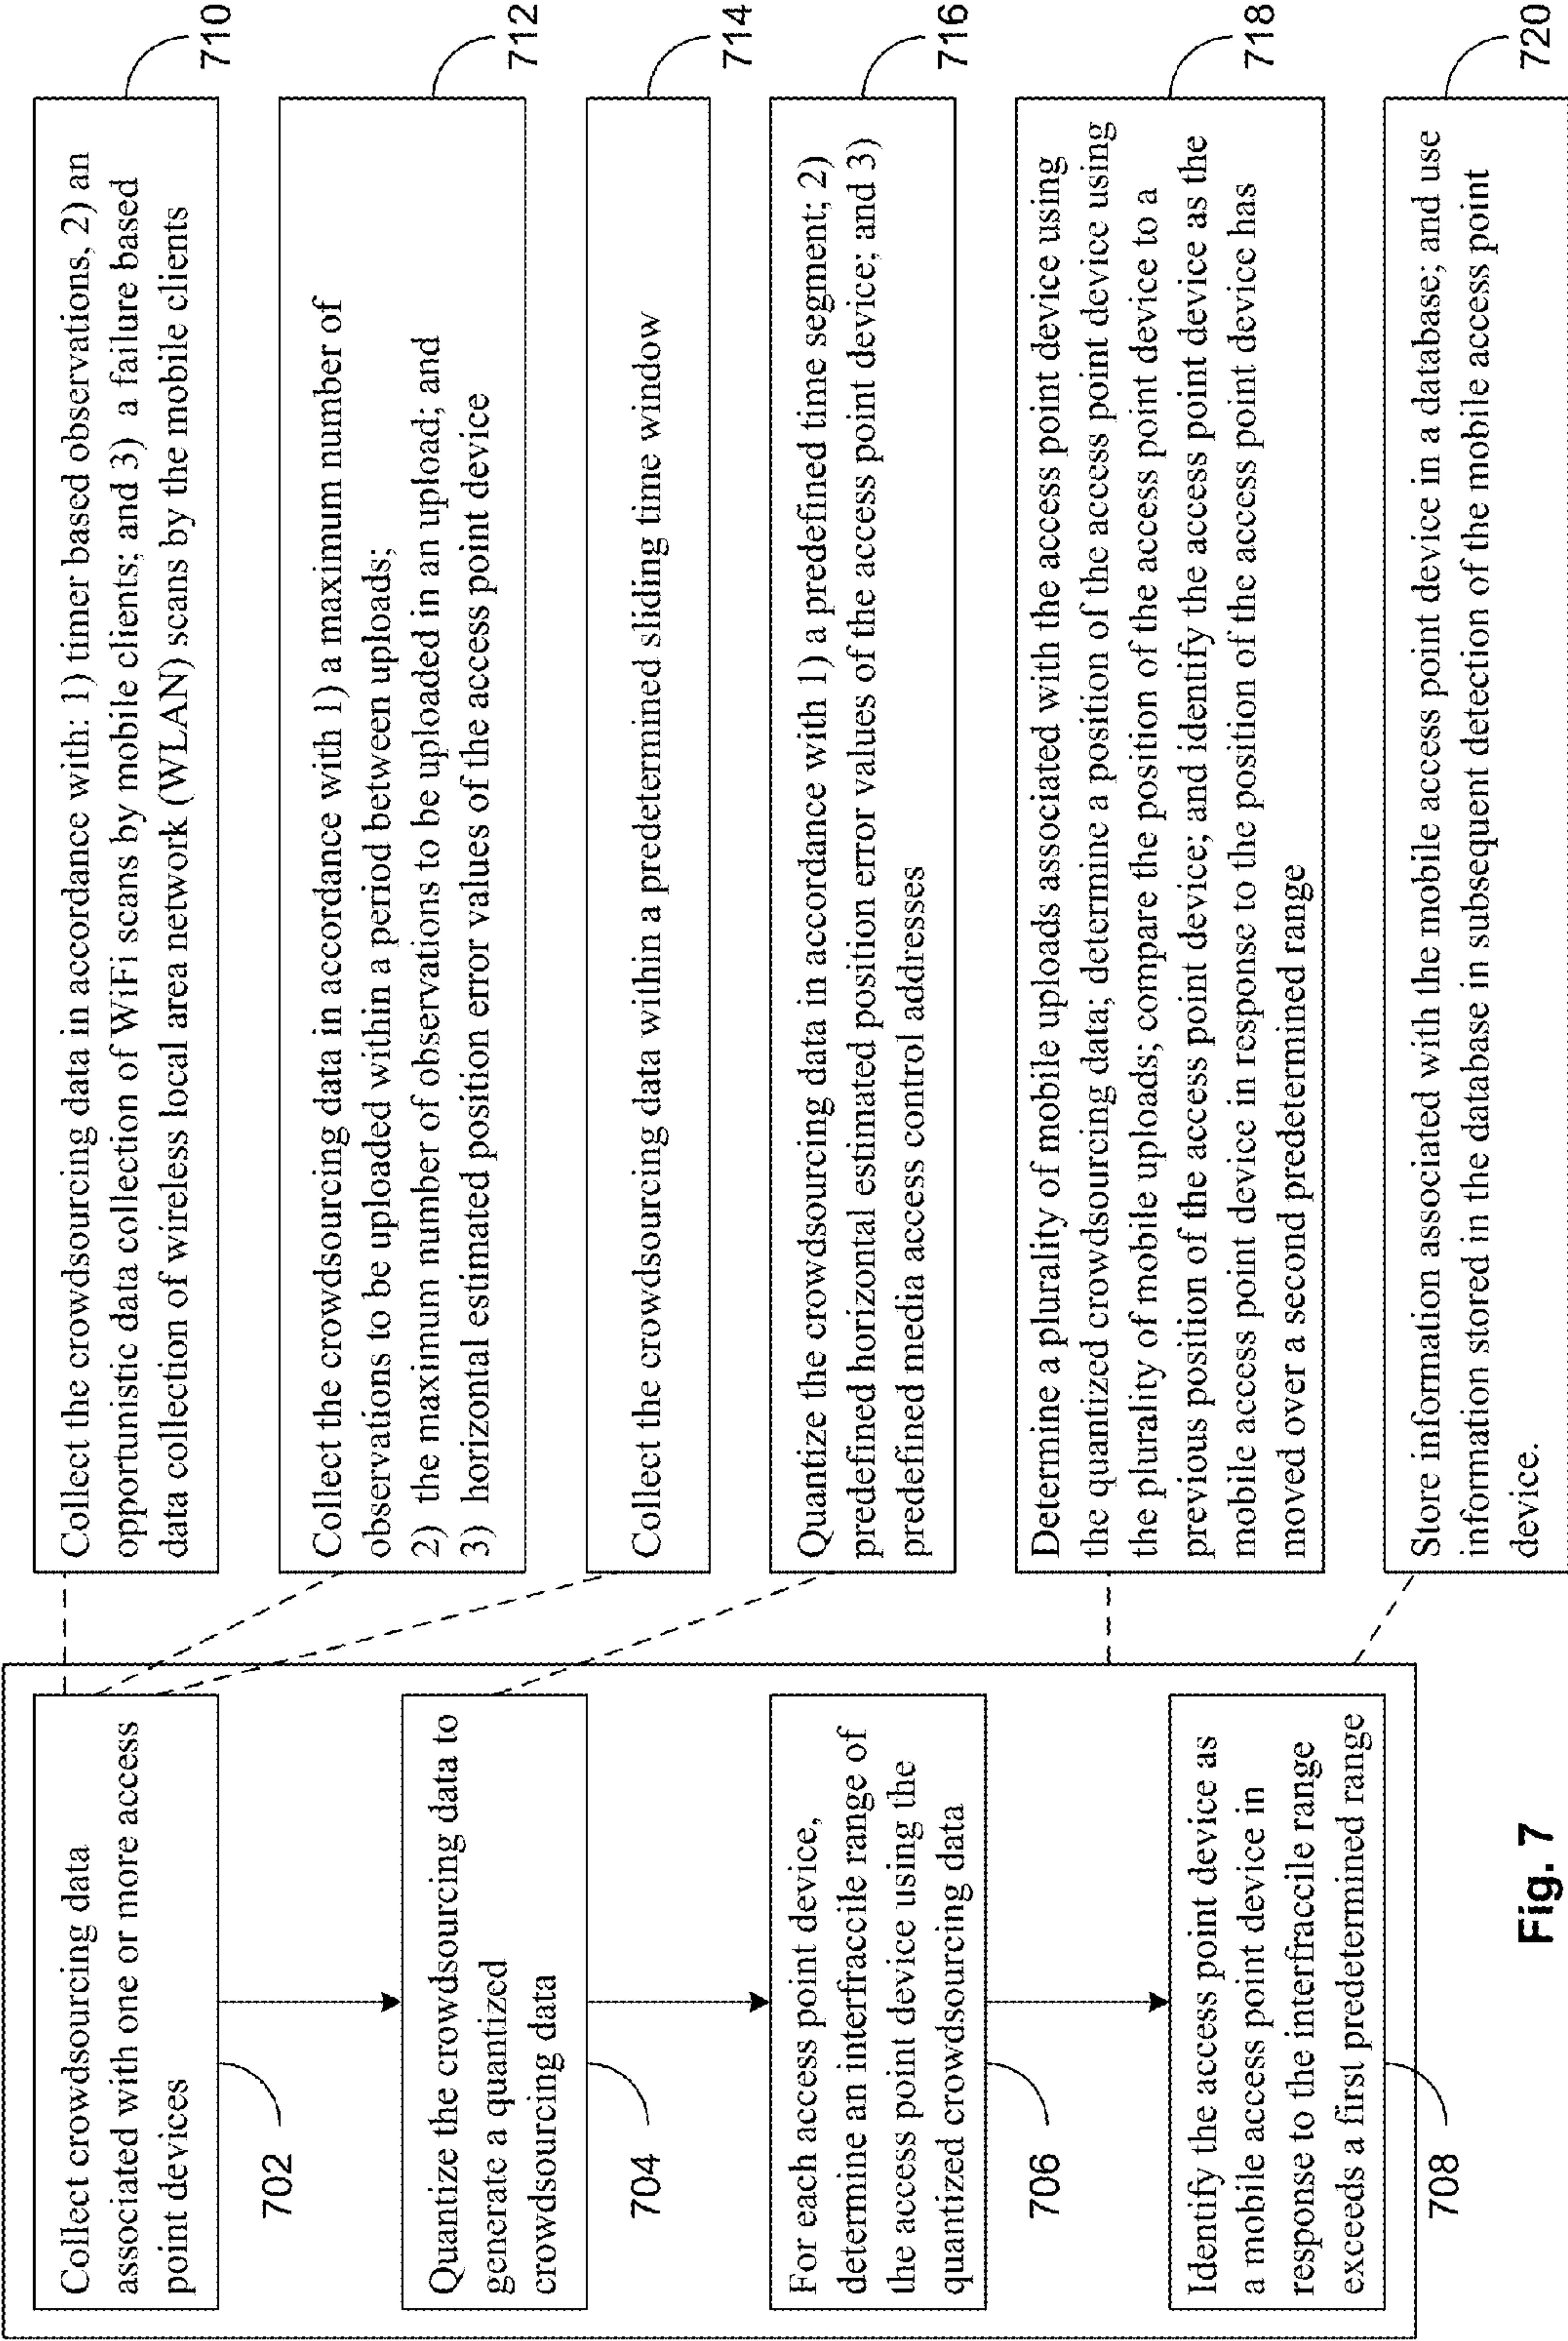 Collect crowdsourcing data
associated with one or more access
point devices
702
Quantize the crowdsourcing data to
generate a quantized
crowdsourcing data
704
For each access point device,
determine an interfraccile range of
the access point device using the
quantized crowdsourcing data
706
Identify the access point device as
a mobile access point device in
response to the interfraccile range
exceeds a first predetermined range
708
Collect the crowdsourcing data in accordance with: 1) timer based observations, 2) an
opportunistic data collection of WiFi scans by mobile clients; and 3) a failure based
data collection of wireless local area network (WLAN) scans by the mobile clients
710
Collect the crowdsourcing data in accordance with 1) a maximum number of
observations to be uploaded within a period between uploads;
2) the maximum number of observations to be uploaded in an upload; and
3) horizontal estimated position error values of the access point device
712
Collect the crowdsourcing data within a predetermined sliding time window
714
Quantize the crowdsourcing data in accordance with 1) a predefined time segment; 2)
predefined horizontal estimated position error values of the access point device; and 3)
predefined media access control addresses
716
Determine a plurality of mobile uploads associated with the access point device using
the quantized crowdsourcing data; determine a position of the access point device using
the plurality of mobile uploads; compare the position of the access point device to a
previous position of the access point device; and identify the access point device as the
mobile access point device in response to the position of the access point device has
moved over a second predetermined range
718
Store information associated with the mobile access point device in a database; and use
information stored in the database in subsequent detection of the mobile access point
device.
720
Fig. 7